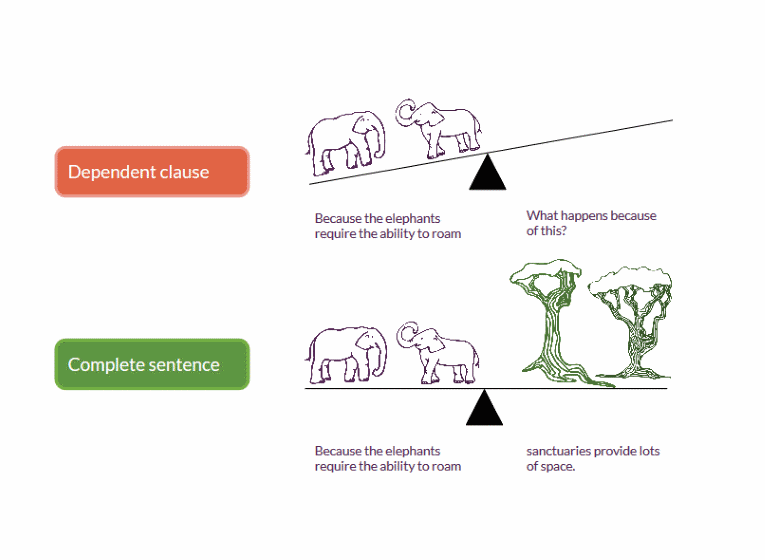 Dependent clause
Because the elephants
require the ability to roam
What happens because
of this?
Complete sentence
Because the elephants
require the ability to roam
sanctuaries provide lots
of space.